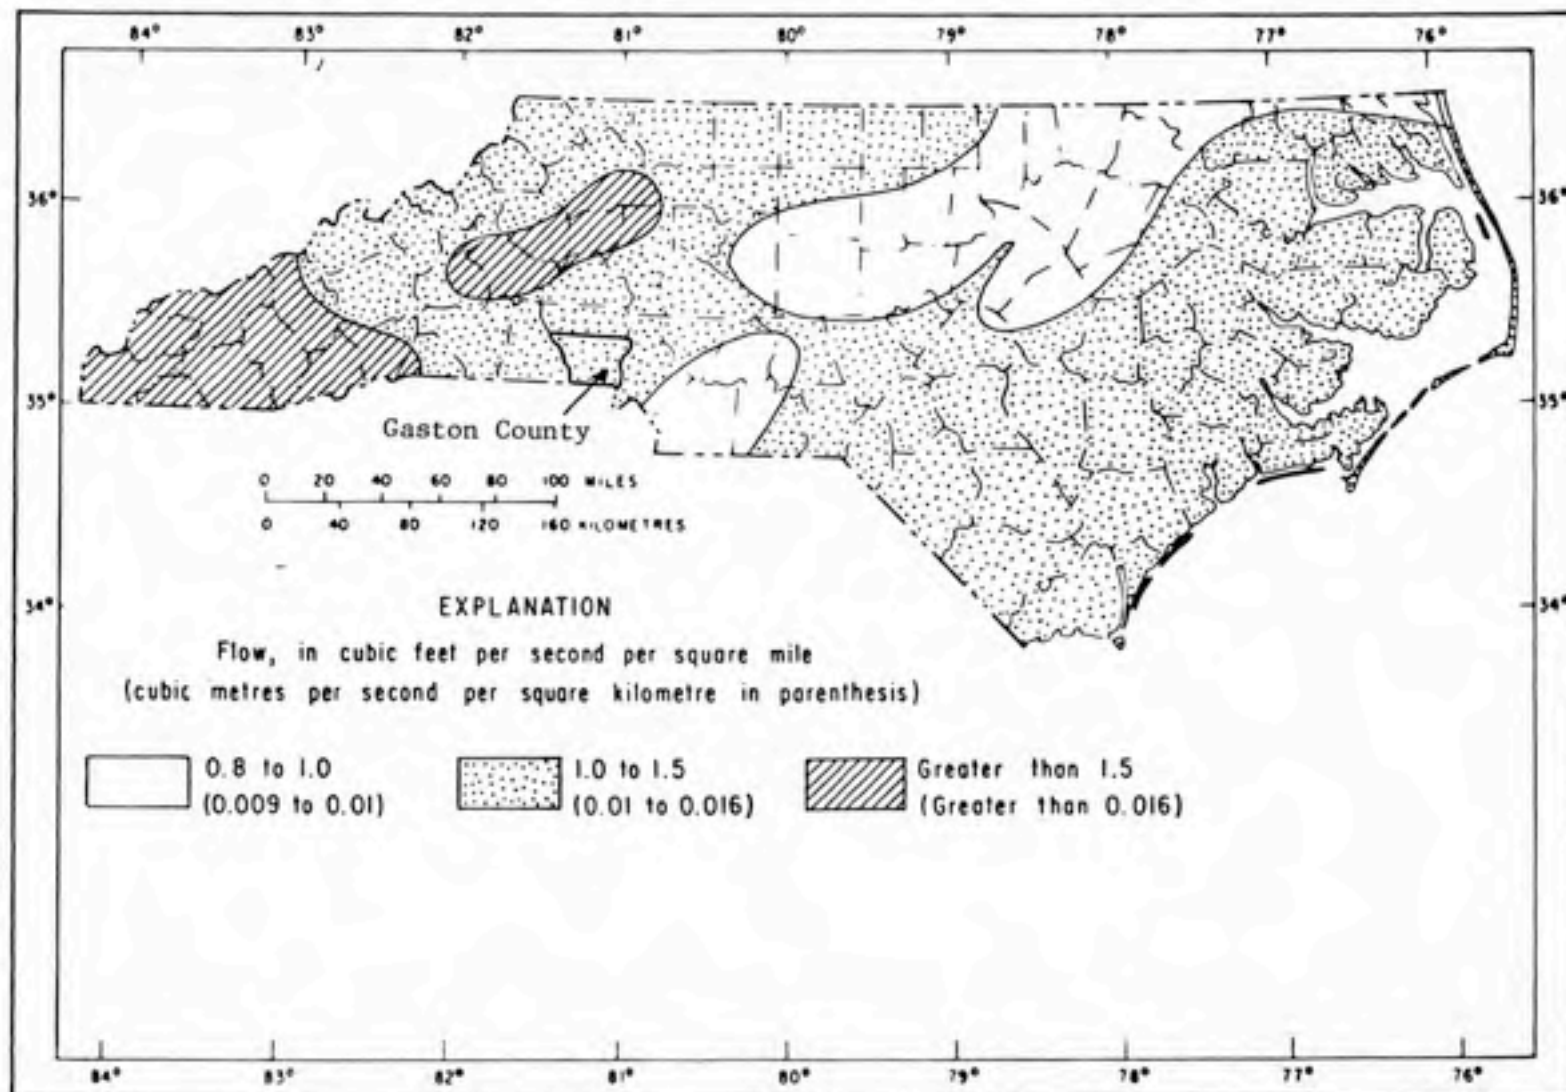 84° 83° 82° 81° 80° 79° 78° 77° 76°
36° 36°
35° 35°
Gaston County
0 20 40 60 80 100 MILES
0 40 80 120 160 KILOMETRES
34° 34°
EXPLANATION
Flow, in cubic feet per second per square mile
(cubic metres per second per square kilometre in parenthesis)
0.8 to 1.0
(0.009 to 0.01)
1.0 to 1.5
(0.01 to 0.016)
Greater than 1.5
(Greater than 0.016)
84° 83° 82° 81° 80° 79° 78° 77° 76°